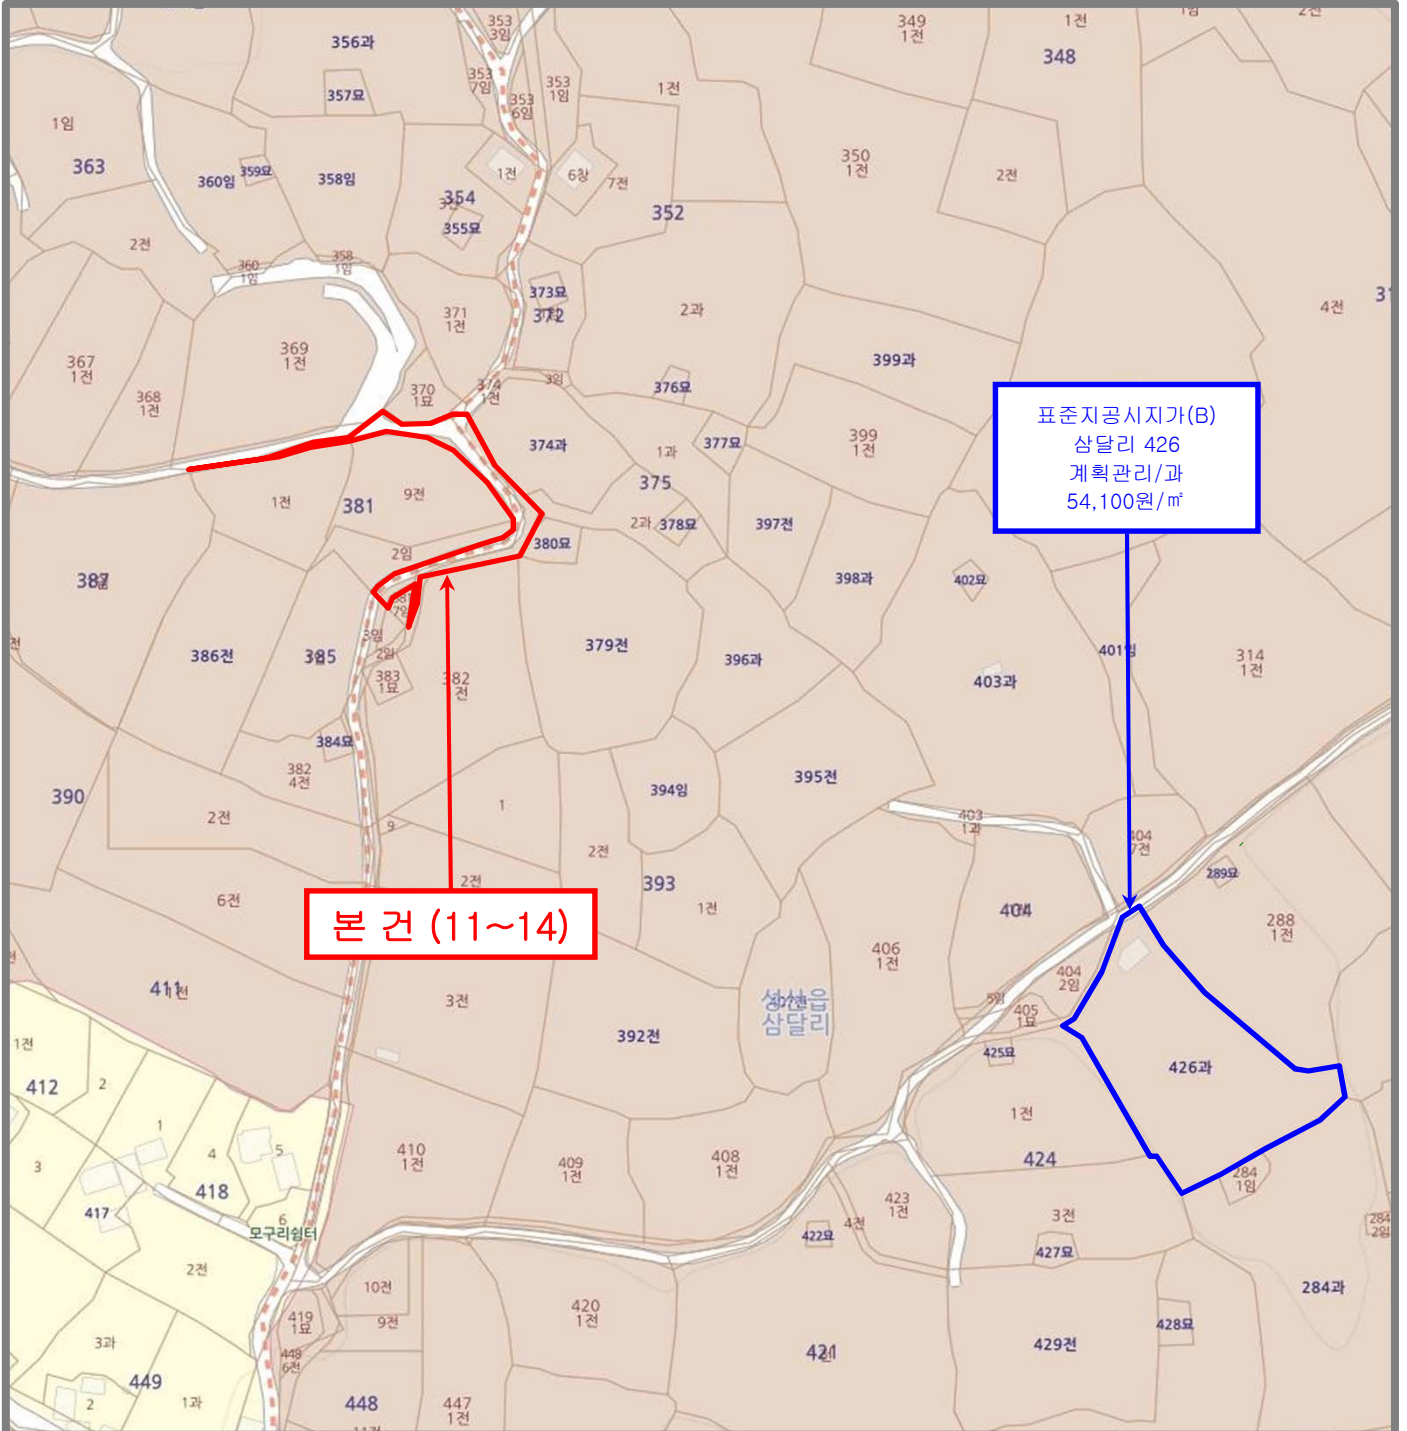 353
3임
349
1전
1전
1임
2전
356과
348
353
7임
353
1임
1전
357묘
353
6임
1임
363
350
1전
360임
359묘
358임
1전
6창
7전
2전
354
355묘
352
2전
360
1임
358
1임
373묘
372
371
1전
2과
4전
367
1전
369
1전
399과
368
1전
370
1묘
374
1전
3임
376묘
표준지공시지가(B)
삼달리 426
계획관리/과
54,100원/㎡
374과
1과
377묘
399
1전
375
1전
381
9전
2과
378묘
397전
2임
380묘
387
398과
402묘
7임
3임
386전
385
2임
379전
396과
401임
314
1전
383
1묘
382
전
403과
384묘
382
4전
395전
390
394임
2전
1
9
403
1과
404
7전
2전
393
289묘
2전
6전
1전
404
288
1전
본 건 (11~14)
406
1전
411
1전
3전
404
2임
성산읍
삼달리
5임
405
1묘
392전
1전
425묘
426과
412
2
1
1전
3
4
5
410
1전
409
1전
408
1전
424
418
284
1임
417
6
423
1전
4전
3전
모구리쉼터
422묘
427묘
284
2임
2전
10전
284과
419
1묘
9전
420
1전
428묘
3과
448
6전
421
429전
449
2
1과
448
447
1전